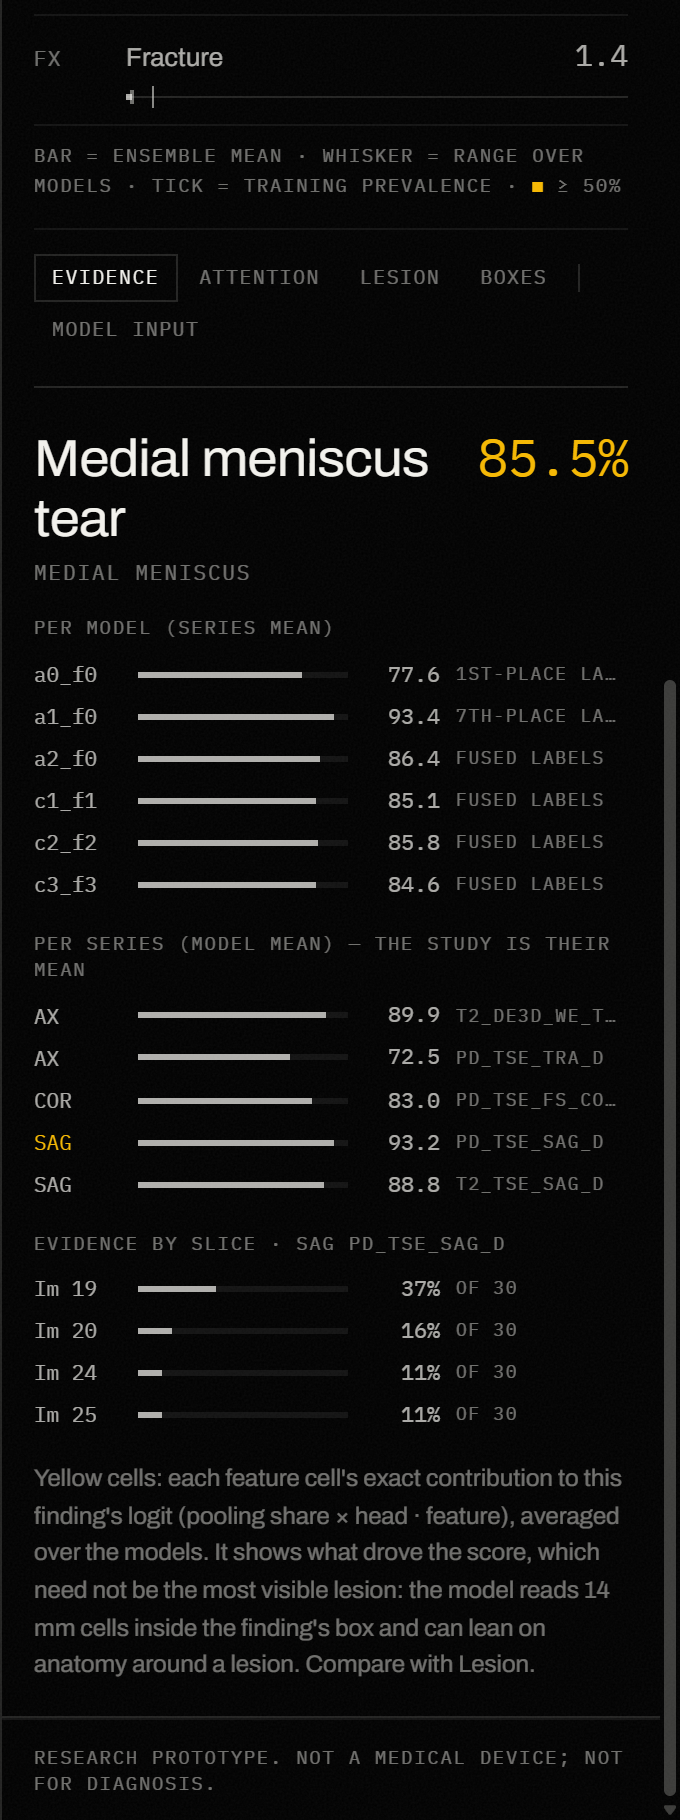 FX Fracture 1.4
BAR = ENSEMBLE MEAN · WHISKER = RANGE OVER
MODELS · TICK = TRAINING PREVALENCE · ■ ≥ 50%
EVIDENCE ATTENTION LESION BOXES
MODEL INPUT
Medial meniscus 85.5%
tear
MEDIAL MENISCUS
PER MODEL (SERIES MEAN)
a0_f0 77.6 1ST-PLACE LA…
a1_f0 93.4 7TH-PLACE LA…
a2_f0 86.4 FUSED LABELS
c1_f1 85.1 FUSED LABELS
c2_f2 85.8 FUSED LABELS
c3_f3 84.6 FUSED LABELS
PER SERIES (MODEL MEAN) — THE STUDY IS THEIR
MEAN
AX 89.9 T2_DE3D_WE_T…
AX 72.5 PD_TSE_TRA_D
COR 83.0 PD_TSE_FS_CO…
SAG 93.2 PD_TSE_SAG_D
SAG 88.8 T2_TSE_SAG_D
EVIDENCE BY SLICE · SAG PD_TSE_SAG_D
Im 19 37% OF 30
Im 20 16% OF 30
Im 24 11% OF 30
Im 25 11% OF 30
Yellow cells: each feature cell's exact contribution to this
finding's logit (pooling share × head · feature), averaged
over the models. It shows what drove the score, which
need not be the most visible lesion: the model reads 14
mm cells inside the finding's box and can lean on
anatomy around a lesion. Compare with Lesion.
RESEARCH PROTOTYPE. NOT A MEDICAL DEVICE; NOT
FOR DIAGNOSIS.